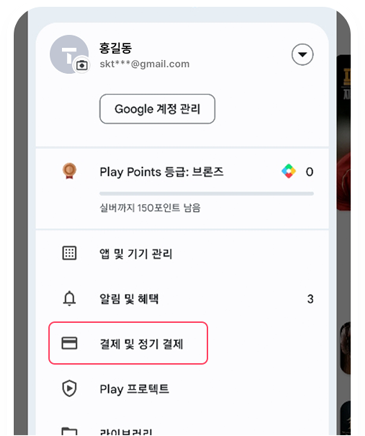 홍길동
skt***@gmail.com
Google 계정 관리
Play Points 등급: 브론즈 0
실버까지 150포인트 남음
앱 및 기기 관리
알림 및 혜택 3
결제 및 정기 결제
Play 프로텍트
라이브러리